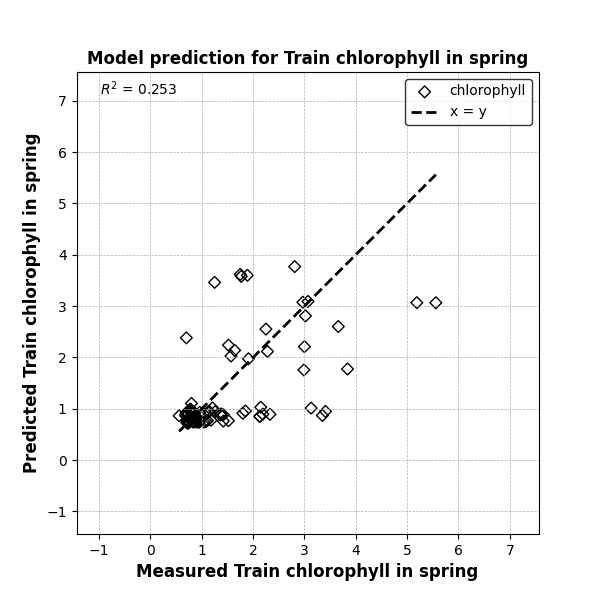 Model prediction for Train chlorophyll in spring
R² = 0.253
chlorophyll
x = y
Predicted Train chlorophyll in spring
7
6
5
4
3
2
1
0
−1
−1 0 1 2 3 4 5 6 7
Measured Train chlorophyll in spring